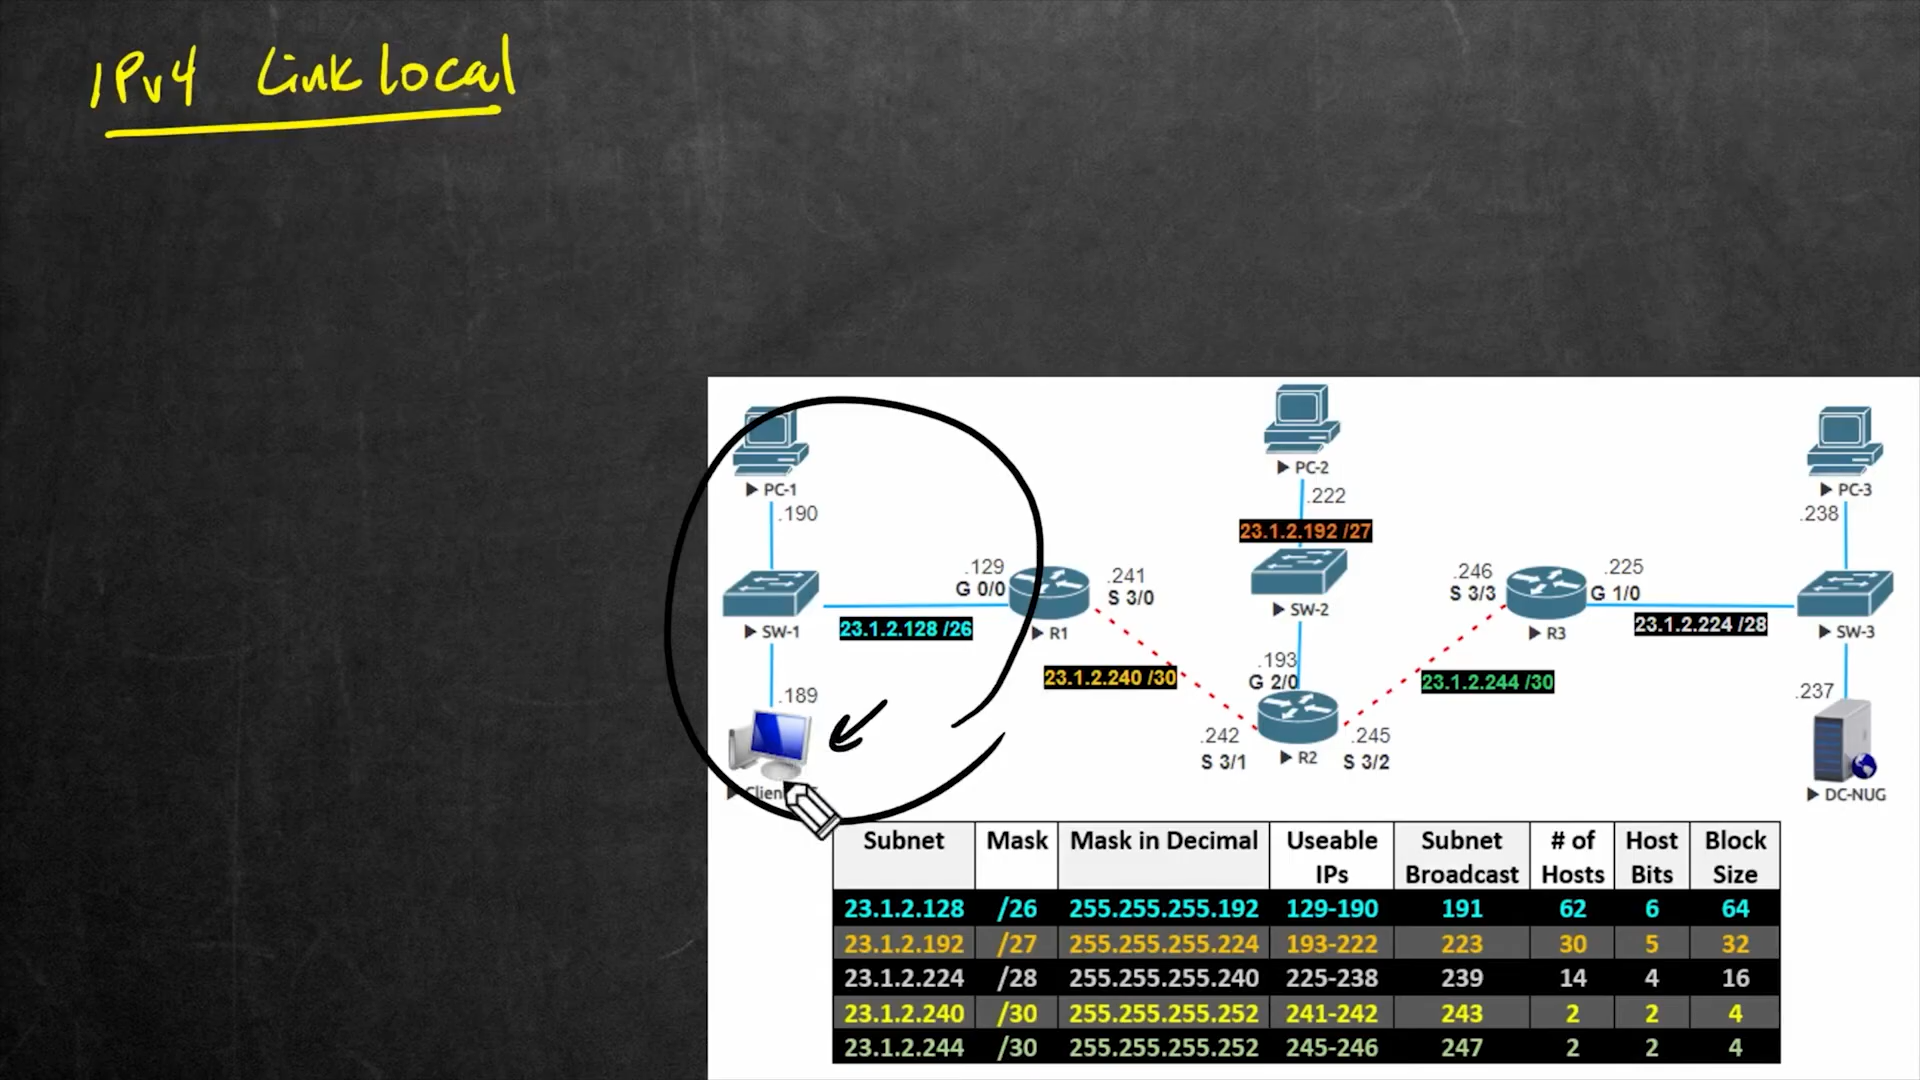 IPv4 Link local
PC-1
.190
SW-1
23.1.2.128 /26
.129
G 0/0
R1
.189
.241
S 3/0
23.1.2.240 /30
PC-2
.222
23.1.2.192 /27
SW-2
.193
G 2/0
R2
.242
S 3/1
.245
S 3/2
23.1.2.244 /30
.246
S 3/3
R3
.225
G 1/0
23.1.2.224 /28
PC-3
.238
SW-3
.237
DC-NUG
Subnet Mask Mask in Decimal Useable IPs Subnet Broadcast # of Hosts Host Bits Block Size
23.1.2.128 /26 255.255.255.192 129-190 191 62 6 64
23.1.2.192 /27 255.255.255.224 193-222 223 30 5 32
23.1.2.224 /28 255.255.255.240 225-238 239 14 4 16
23.1.2.240 /30 255.255.255.252 241-242 243 2 2 4
23.1.2.244 /30 255.255.255.252 245-246 247 2 2 4